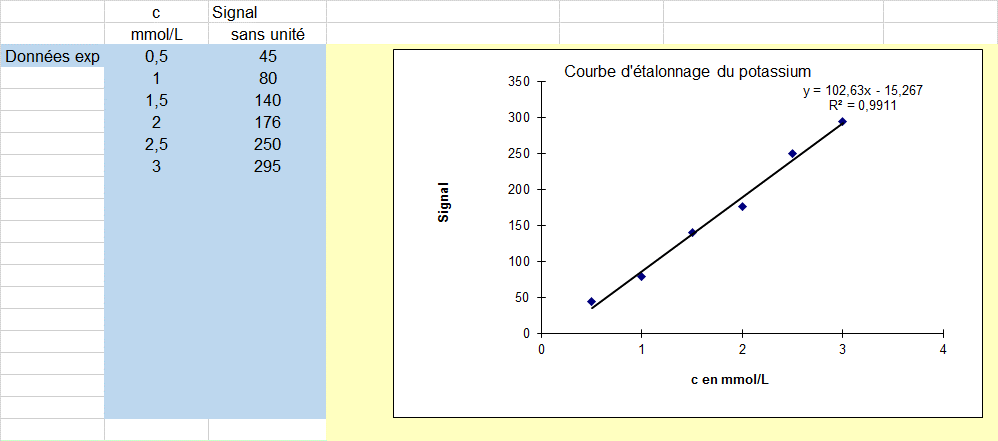 c Signal
mmol/L sans unité
Données exp 0,5 45
1 80
1,5 140
2 176
2,5 250
3 295
Courbe d'étalonnage du potassium
y = 102,63x - 15,267
R² = 0,9911
350
300
250
200
150
100
50
0
Signal
0 1 2 3 4
c en mmol/L